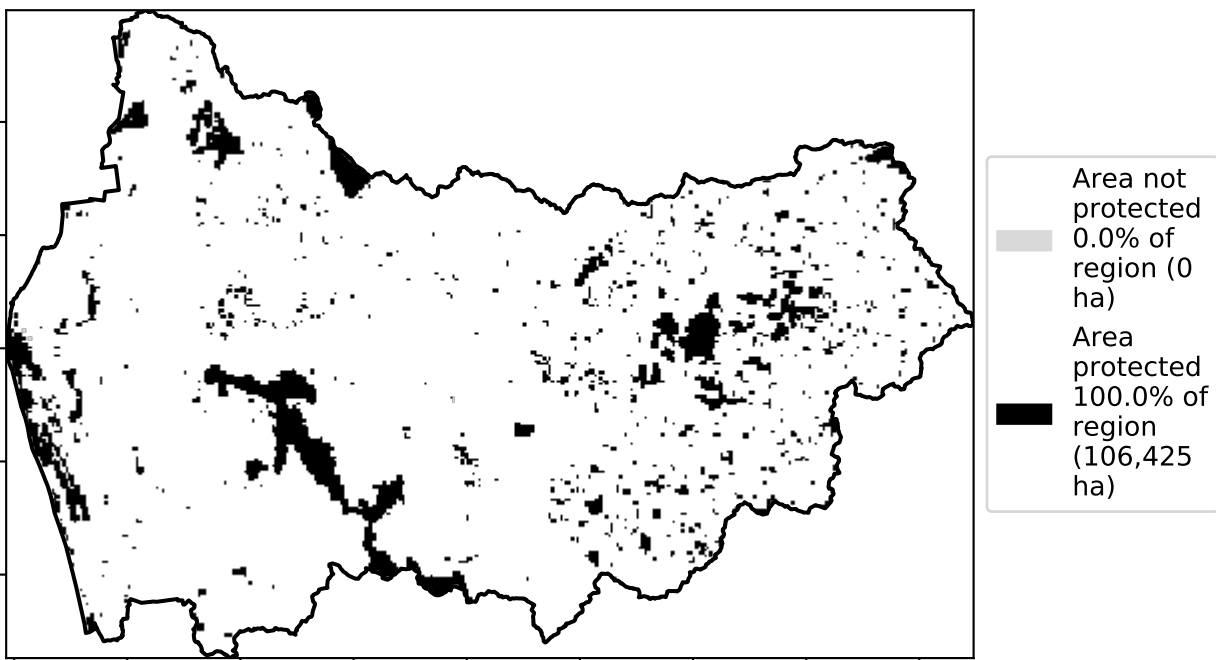 Area not
protected
0.0% of
region (0
ha)
Area
protected
100.0% of
region
(106,425
ha)